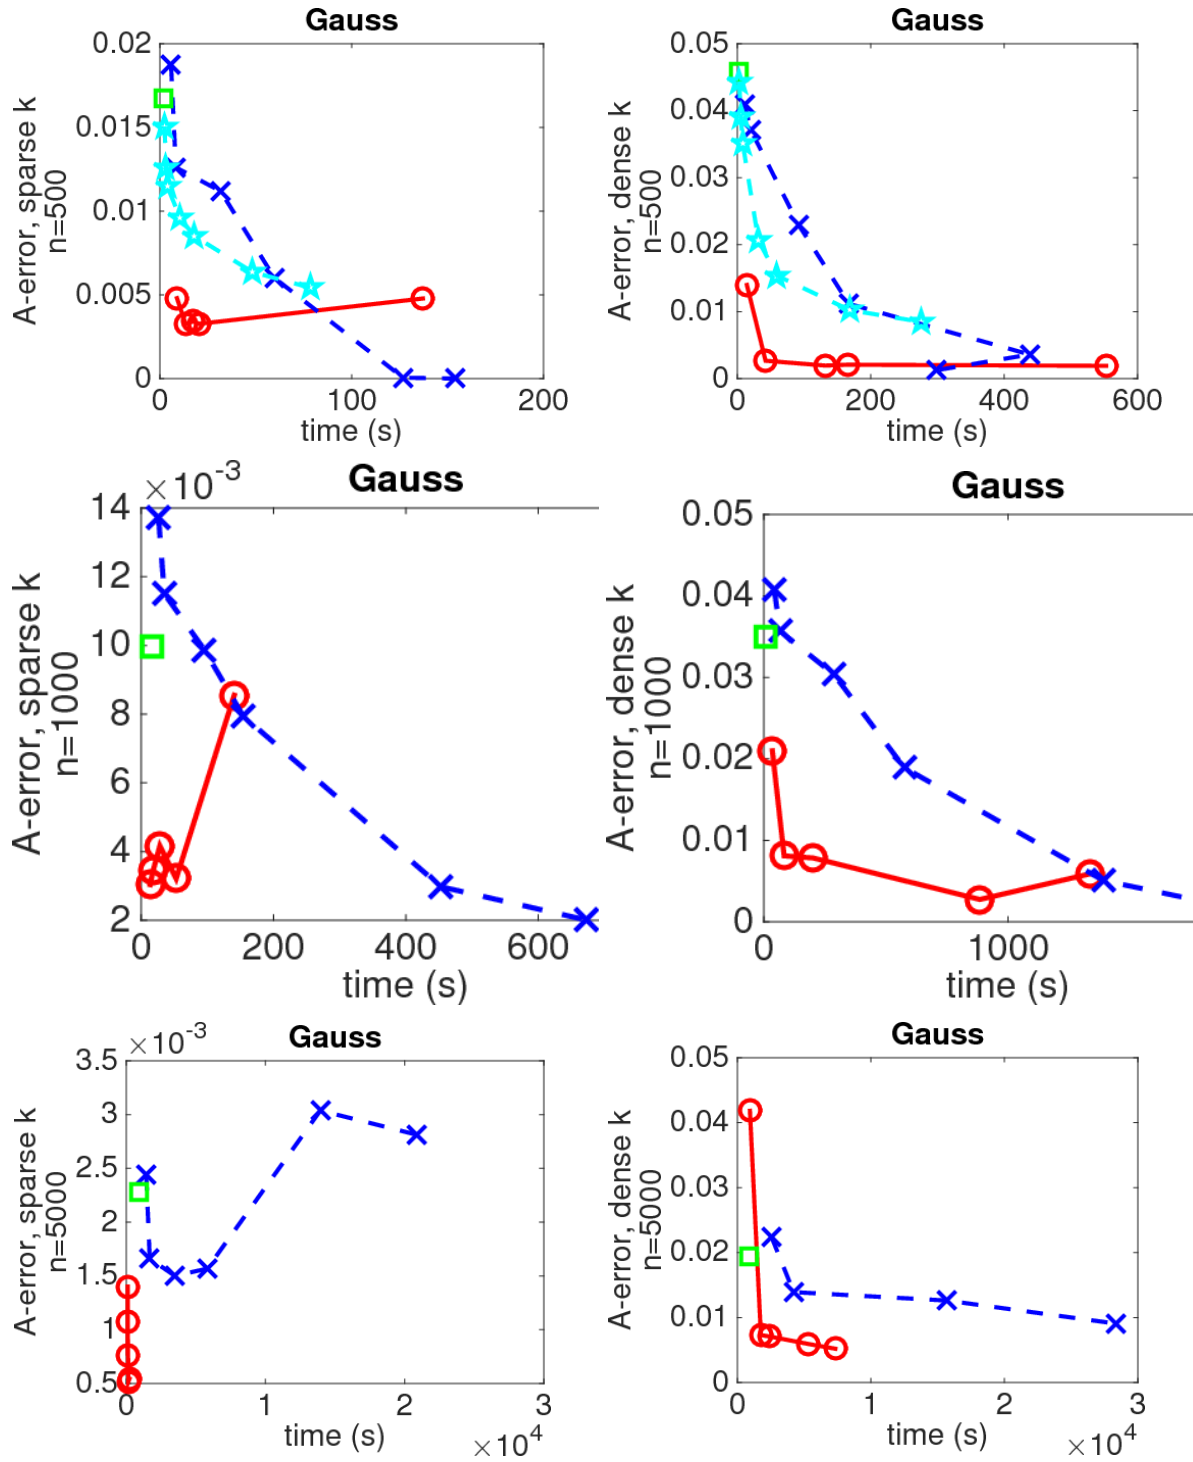 Gauss
0.02
0.015
0.01
0.005
0
0 100 200
time (s)
A-error, sparse k
n=500
Gauss
0.05
0.04
0.03
0.02
0.01
0
0 200 400 600
time (s)
A-error, dense k
n=500
Gauss
×10-3
14
12
10
8
6
4
2
0 200 400 600
time (s)
A-error, sparse k
n=1000
Gauss
0.05
0.04
0.03
0.02
0.01
0
0 1000
time (s)
A-error, dense k
n=1000
Gauss
×10-3
3.5
3
2.5
2
1.5
1
0.5
0 1 2 3
time (s)
×104
A-error, sparse k
n=5000
Gauss
0.05
0.04
0.03
0.02
0.01
0
0 1 2 3
time (s)
×104
A-error, dense k
n=5000